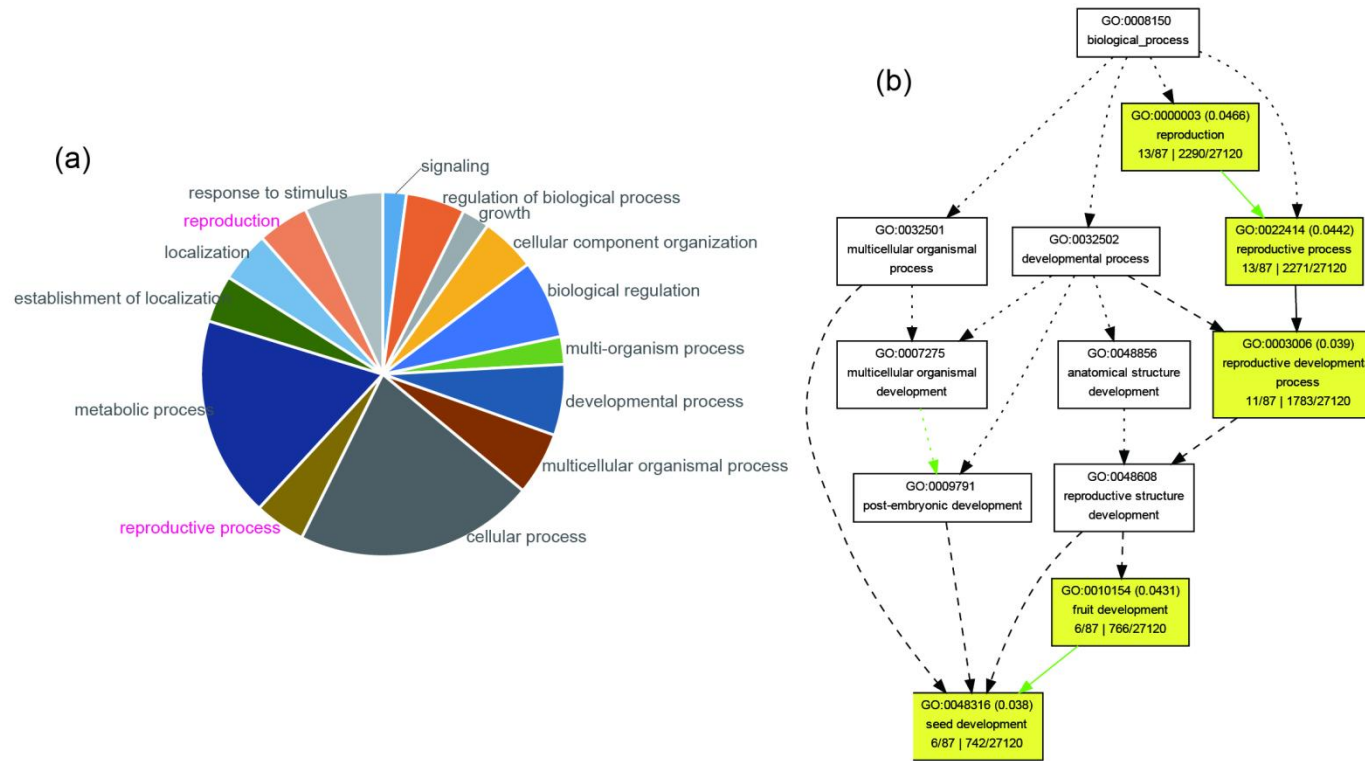 (a)
signaling
response to stimulus
regulation of biological process
reproduction
growth
localization
cellular component organization
establishment of localization
biological regulation
multi-organism process
metabolic process
developmental process
multicellular organismal process
reproductive process
cellular process
(b)
GO:0008150
biological_process
GO:0000003 (0.0466)
reproduction
13/87 | 2290/27120
GO:0032501
multicellular organismal
process
GO:0032502
developmental process
GO:0022414 (0.0442)
reproductive process
13/87 | 2271/27120
GO:0007275
multicellular organismal
development
GO:0048856
anatomical structure
development
GO:0003006 (0.039)
reproductive development
process
11/87 | 1783/27120
GO:0009791
post-embryonic development
GO:0048608
reproductive structure
development
GO:0010154 (0.0431)
fruit development
6/87 | 766/27120
GO:0048316 (0.038)
seed development
6/87 | 742/27120